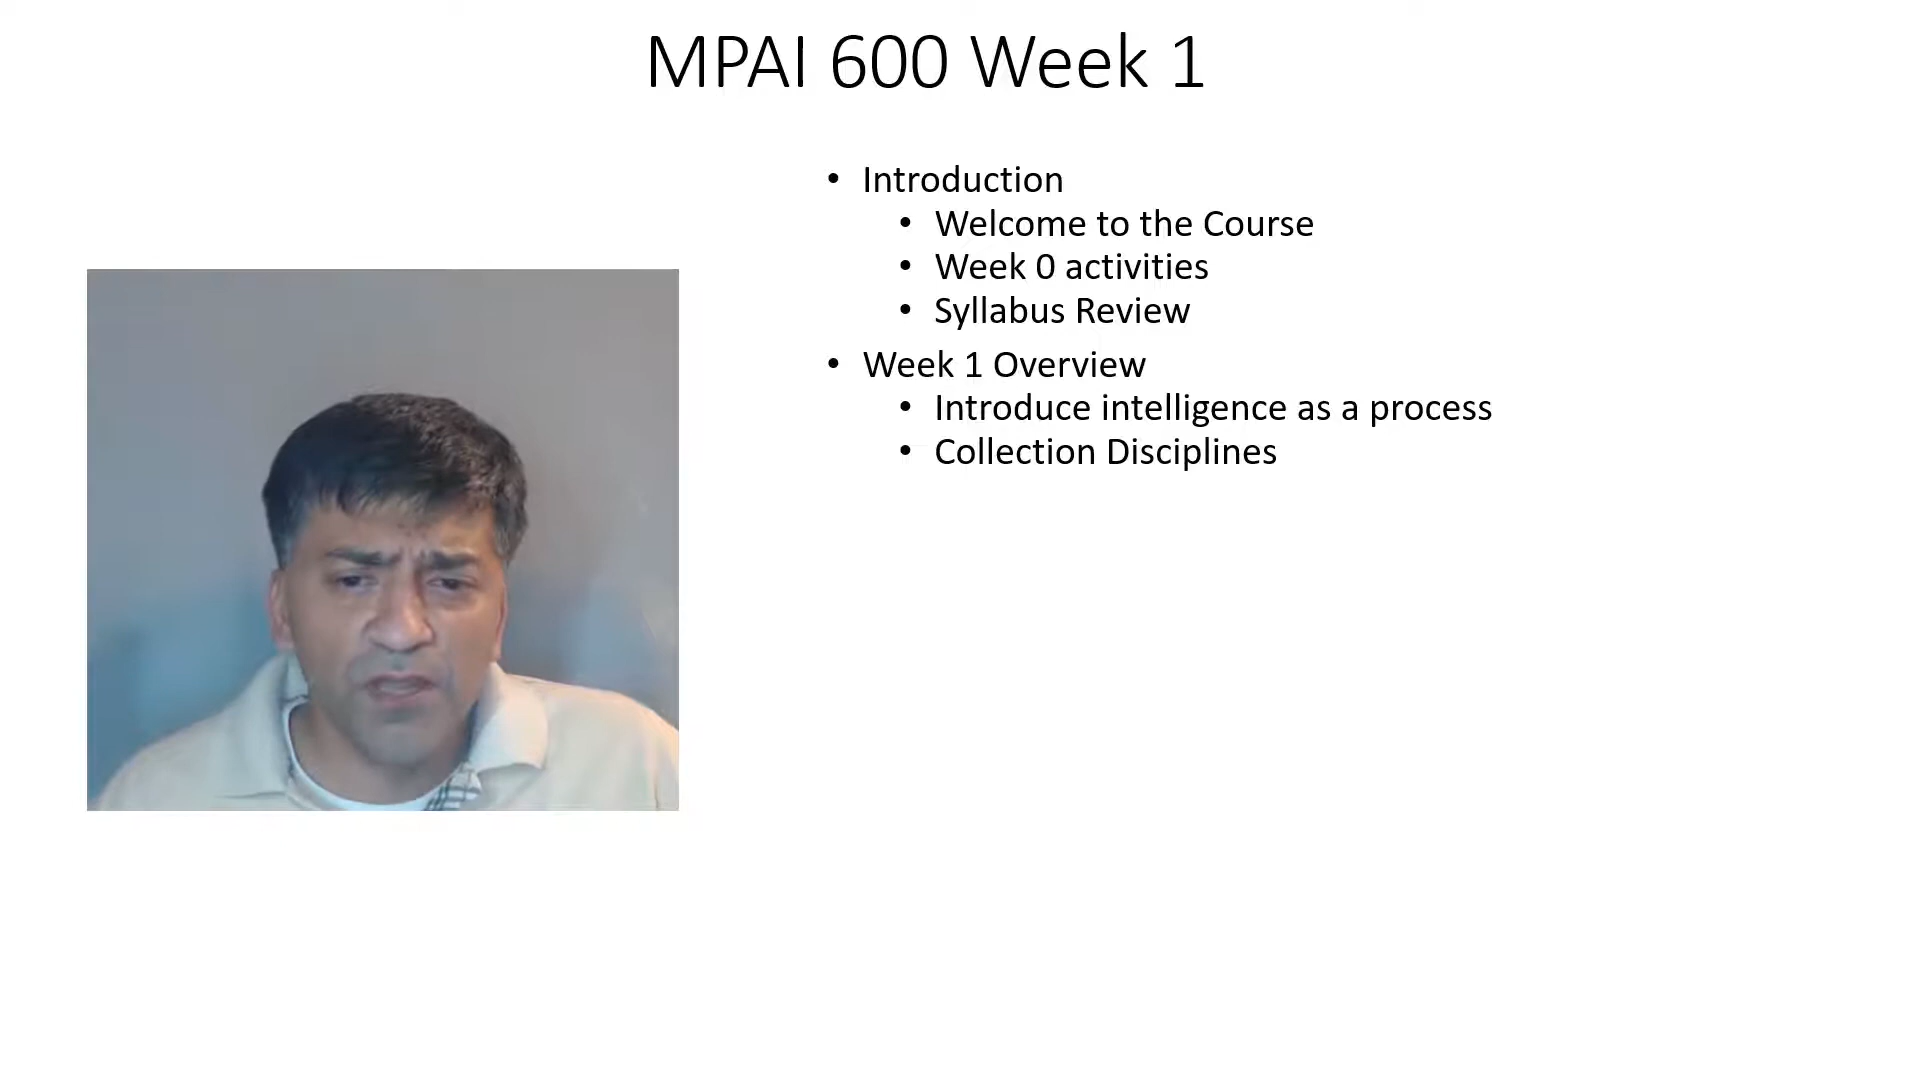 MPAI 600 Week 1
• Introduction
• Welcome to the Course
• Week 0 activities
• Syllabus Review
• Week 1 Overview
• Introduce intelligence as a process
• Collection Disciplines